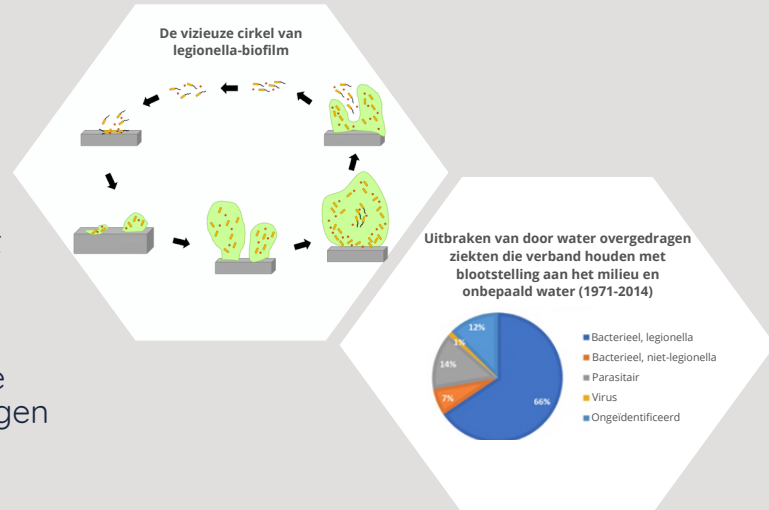 De vizieuze cirkel van
legionella-biofilm
Uitbraken van door water overgedragen
ziekten die verband houden met
blootstelling aan het milieu en
onbepaald water (1971-2014)
12%
1%
14%
7%
66%
Bacterieel, legionella
Bacterieel, niet-legionella
Parasitair
Virus
Ongeïdentificeerd
gen